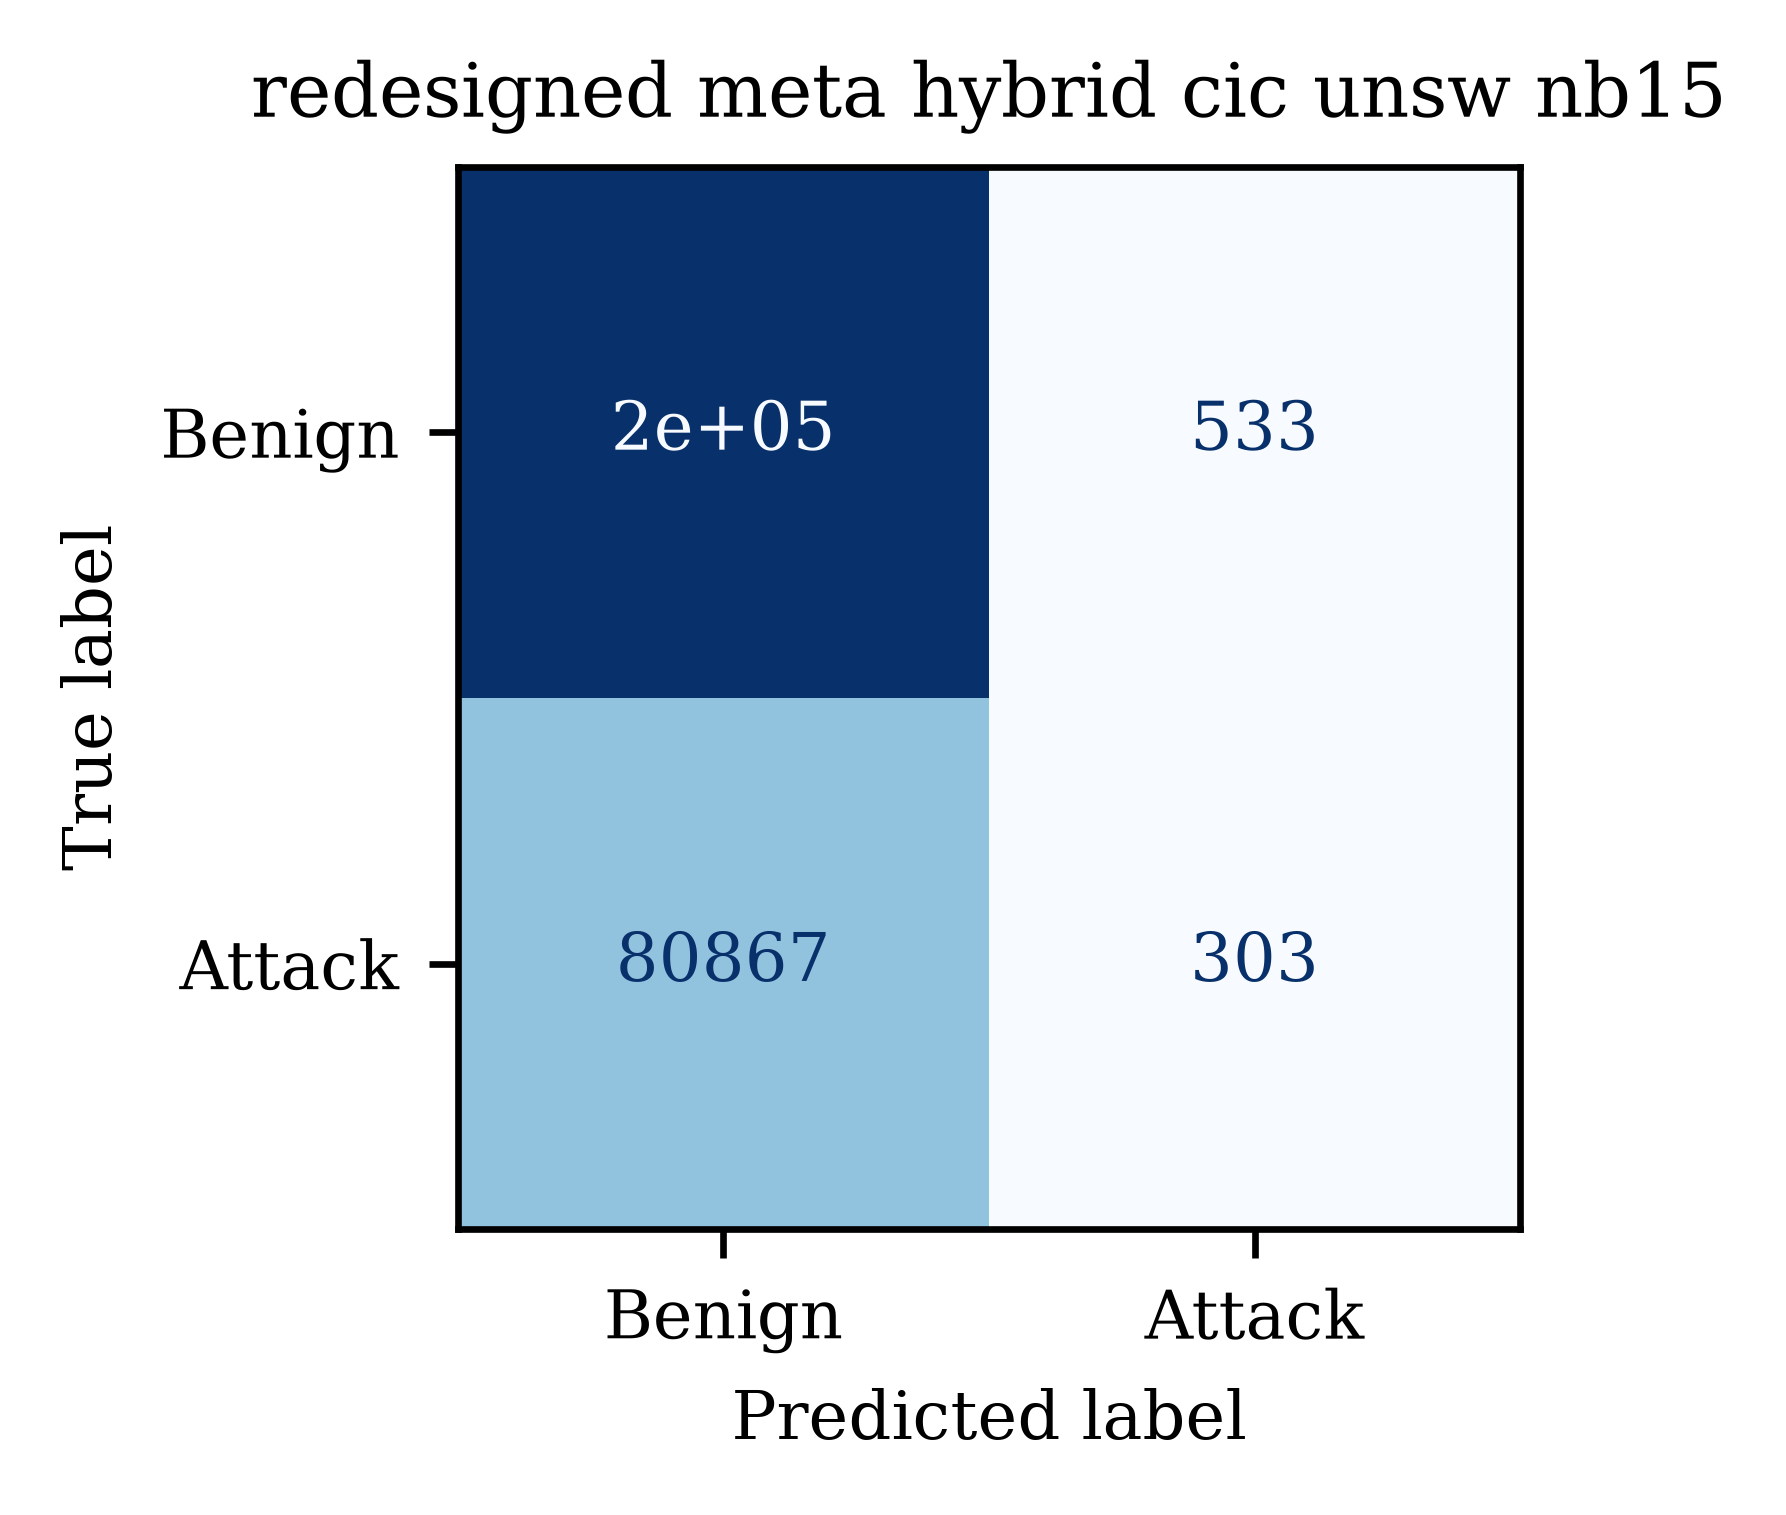 redesigned meta hybrid cic unsw nb15
True label
Benign
2e+05
533
Attack
80867
303
Benign
Attack
Predicted label